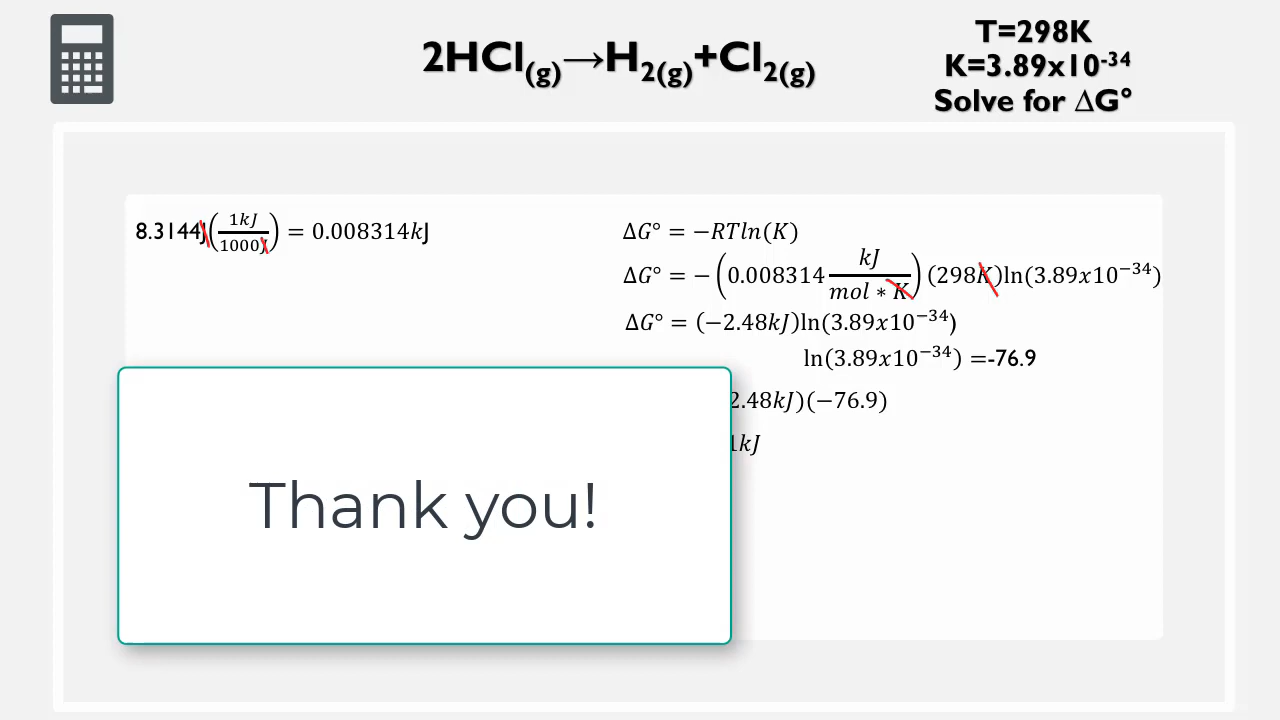 2HCl(g)→H2(g)+Cl2(g)
T=298K
K=3.89x10^-34
Solve for ΔG°
8.3144J(1kJ/1000J) = 0.008314kJ
ΔG° = −RTln(K)
ΔG° = −(0.008314 kJ/mol∗K)(298K)ln(3.89x10^−34)
ΔG° = (−2.48kJ)ln(3.89x10^−34)
ln(3.89x10^−34) =-76.9
2.48kJ)(−76.9)
1kJ
Thank you!